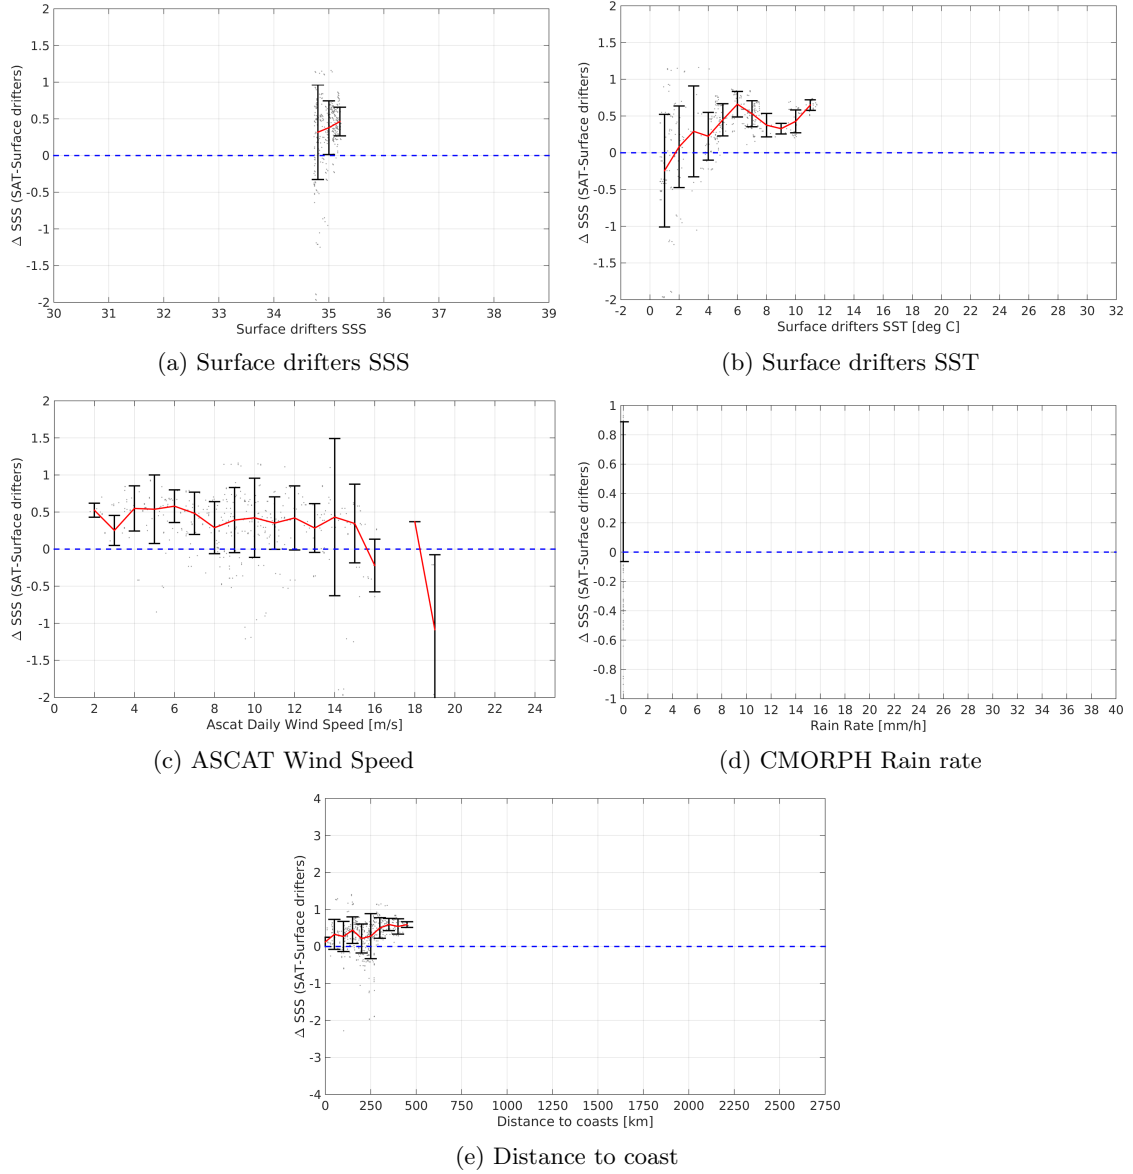 2
1.5
1
0.5
0
-0.5
-1
-1.5
-2
30 31 32 33 34 35 36 37 38 39
Δ SSS (SAT-Surface drifters)
Surface drifters SSS
(a) Surface drifters SSS
2
1.5
1
0.5
0
-0.5
-1
-1.5
-2
-2 0 2 4 6 8 10 12 14 16 18 20 22 24 26 28 30 32
Δ SSS (SAT-Surface drifters)
Surface drifters SST [deg C]
(b) Surface drifters SST
2
1.5
1
0.5
0
-0.5
-1
-1.5
-2
0 2 4 6 8 10 12 14 16 18 20 22 24
Δ SSS (SAT-Surface drifters)
Ascat Daily Wind Speed [m/s]
(c) ASCAT Wind Speed
1
0.8
0.6
0.4
0.2
0
-0.2
-0.4
-0.6
-0.8
-1
0 2 4 6 8 10 12 14 16 18 20 22 24 26 28 30 32 34 36 38 40
Δ SSS (SAT-Surface drifters)
Rain Rate [mm/h]
(d) CMORPH Rain rate
4
3
2
1
0
-1
-2
-3
-4
0 250 500 750 1000 1250 1500 1750 2000 2250 2500 2750
Δ SSS (SAT-Surface drifters)
Distance to coasts [km]
(e) Distance to coast